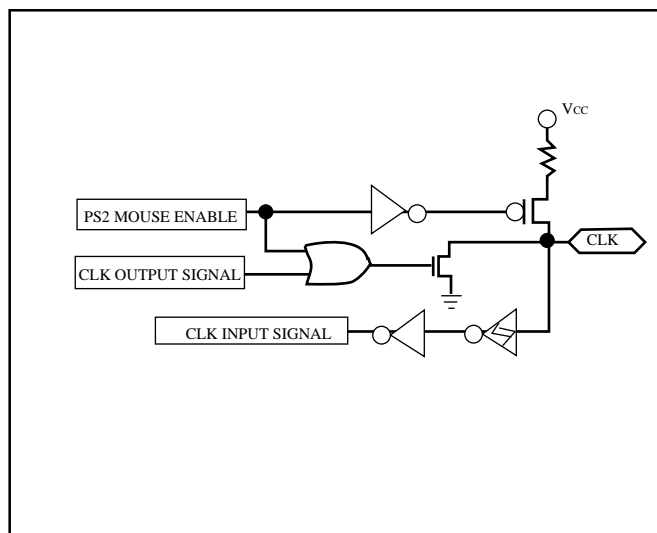 Vcc
PS2 MOUSE ENABLE
CLK
CLK OUTPUT SIGNAL
CLK INPUT SIGNAL